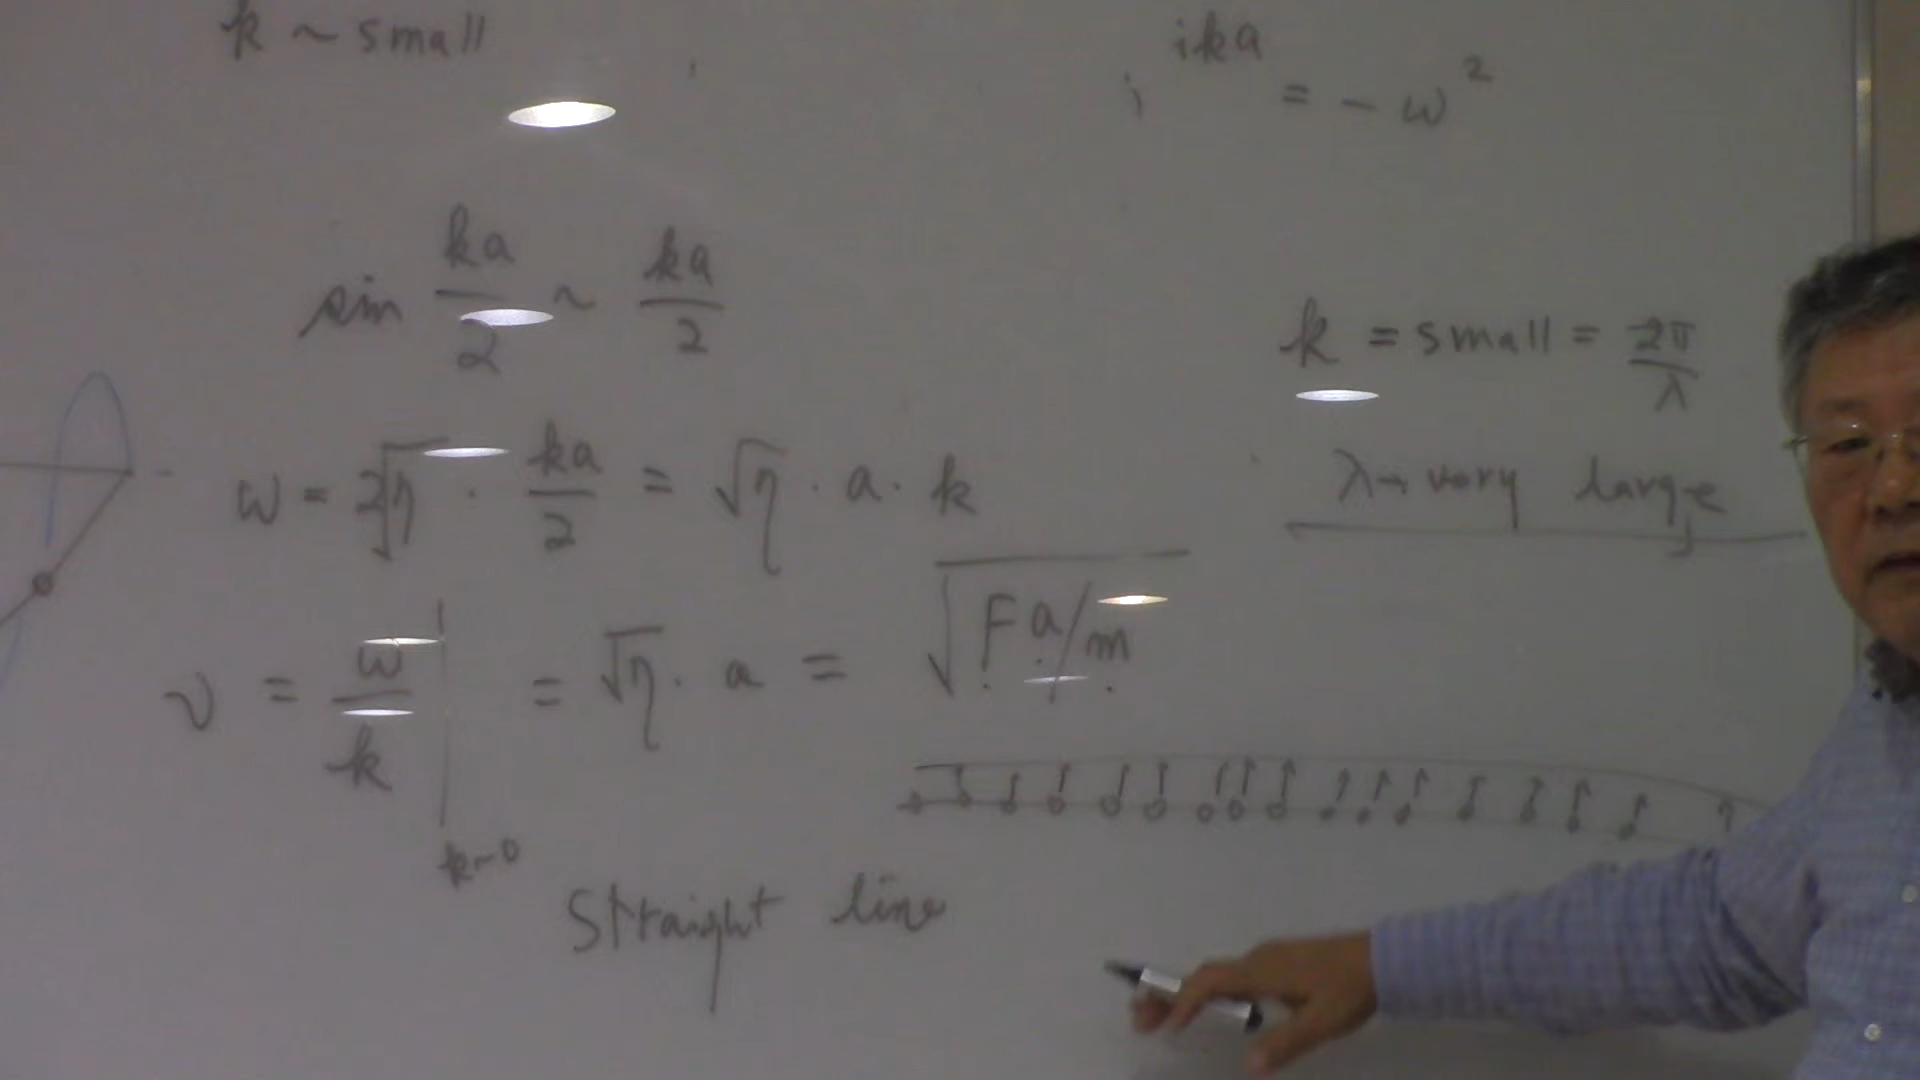 k ~ small
i ika = - ω²
sin ka/2 ~ ka/2
k = small = 2π/λ
λ → very large
ω = 2√η · ka/2 = √η · a · k
ν = ω/k |k~0 = √η · a = √(Fa/m)
Straight line